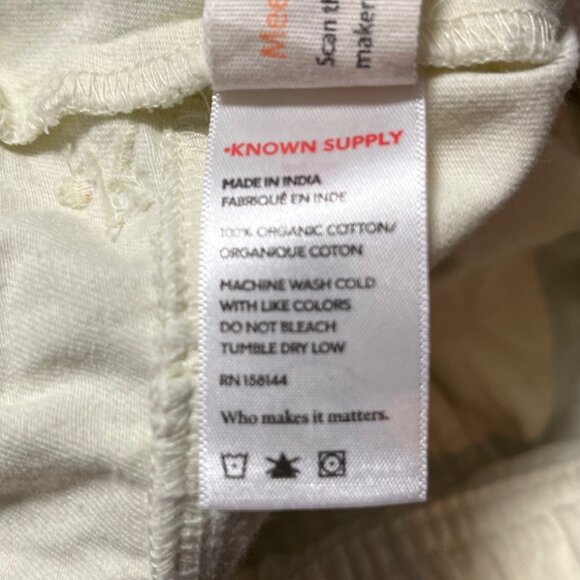 Mee
Scan th
maker
•KNOWN SUPPLY
MADE IN INDIA
FABRIQUÉ EN INDE
100% ORGANIC COTTON/
ORGANIQUE COTON
MACHINE WASH COLD
WITH LIKE COLORS
DO NOT BLEACH
TUMBLE DRY LOW
RN 158144
Who makes it matters.